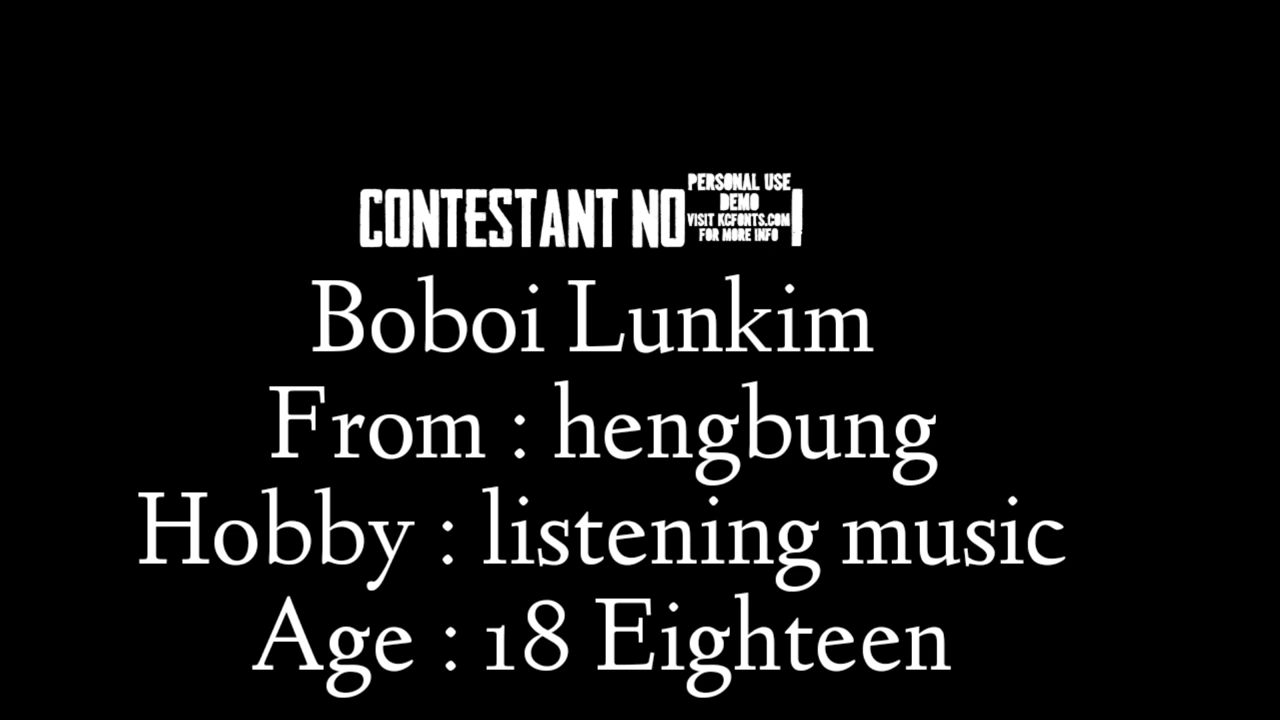 CONTESTANT NO PERSONAL USE DEMO VISIT KCFONTS.COM FOR MORE INFO 1
Boboi Lunkim
From : hengbung
Hobby : listening music
Age : 18 Eighteen